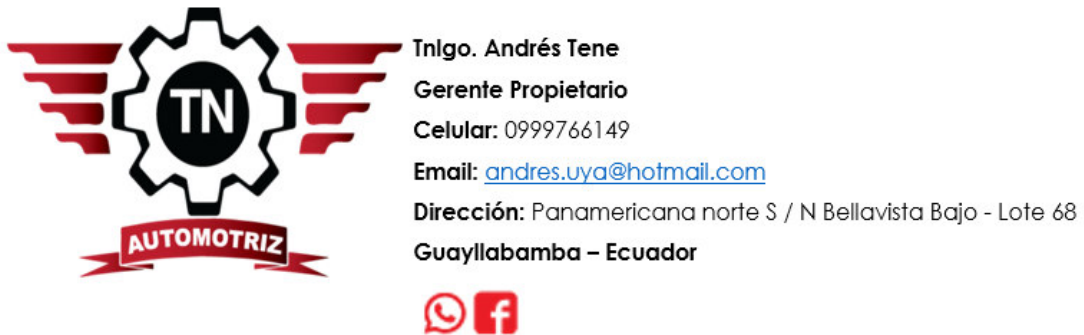 TN
AUTOMOTRIZ
Tnlgo. Andrés Tene
Gerente Propietario
Celular: 0999766149
Email: andres.uya@hotmail.com
Dirección: Panamericana norte S / N Bellavista Bajo - Lote 68
Guayllabamba – Ecuador